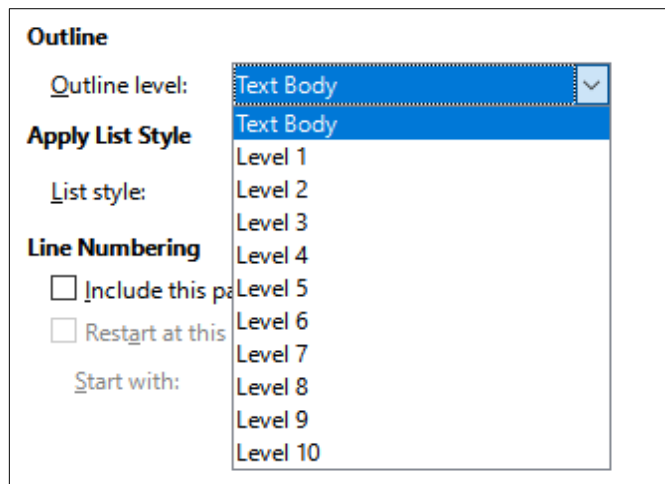 Outline
Outline level: Text Body
Text Body
Apply List Style
Level 1
List style: Level 2
Level 3
Line Numbering
Level 4
Include this pa Level 5
Level 6
Restart at this
Level 7
Start with: Level 8
Level 9
Level 10